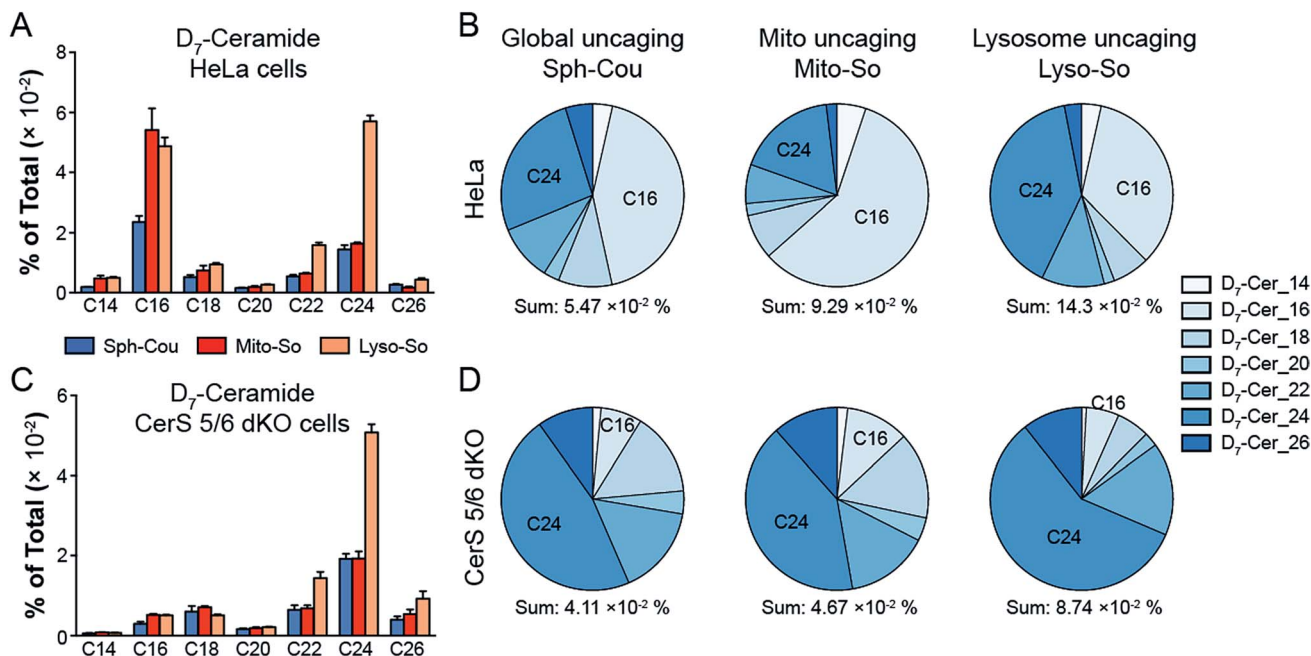 A
D₇-Ceramide
HeLa cells
% of Total (× 10⁻²)
8
6
4
2
0
C14 C16 C18 C20 C22 C24 C26
Sph-Cou Mito-So Lyso-So
B
Global uncaging
Sph-Cou
Mito uncaging
Mito-So
Lysosome uncaging
Lyso-So
HeLa
C24
C16
C24
C16
C24
C16
Sum: 5.47 ×10⁻² %
Sum: 9.29 ×10⁻² %
Sum: 14.3 ×10⁻² %
D₇-Cer_14
D₇-Cer_16
D₇-Cer_18
D₇-Cer_20
D₇-Cer_22
D₇-Cer_24
D₇-Cer_26
C
D₇-Ceramide
CerS 5/6 dKO cells
% of Total (× 10⁻²)
6
4
2
0
C14 C16 C18 C20 C22 C24 C26
D
CerS 5/6 dKO
C16
C24
C16
C24
C16
C24
Sum: 4.11 ×10⁻² %
Sum: 4.67 ×10⁻² %
Sum: 8.74 ×10⁻² %